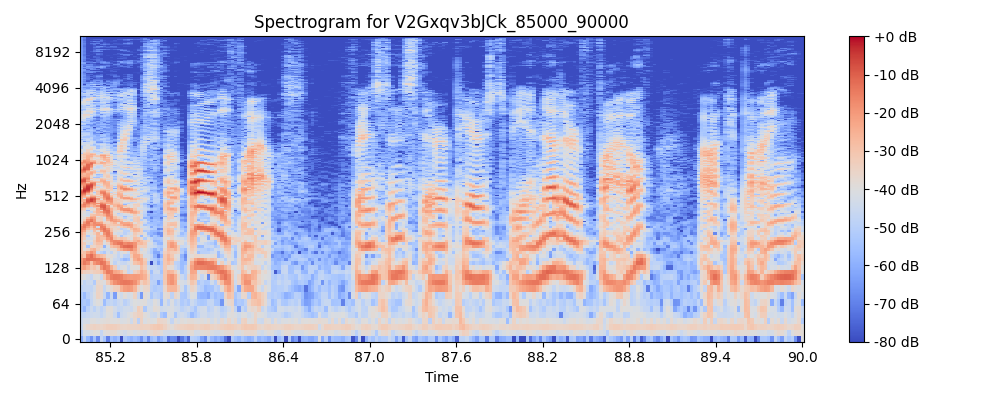 Spectrogram for V2Gxqv3bJCk_85000_90000
8192
4096
2048
1024
512
256
128
64
0
Hz
85.2 85.8 86.4 87.0 87.6 88.2 88.8 89.4 90.0
Time
+0 dB
-10 dB
-20 dB
-30 dB
-40 dB
-50 dB
-60 dB
-70 dB
-80 dB